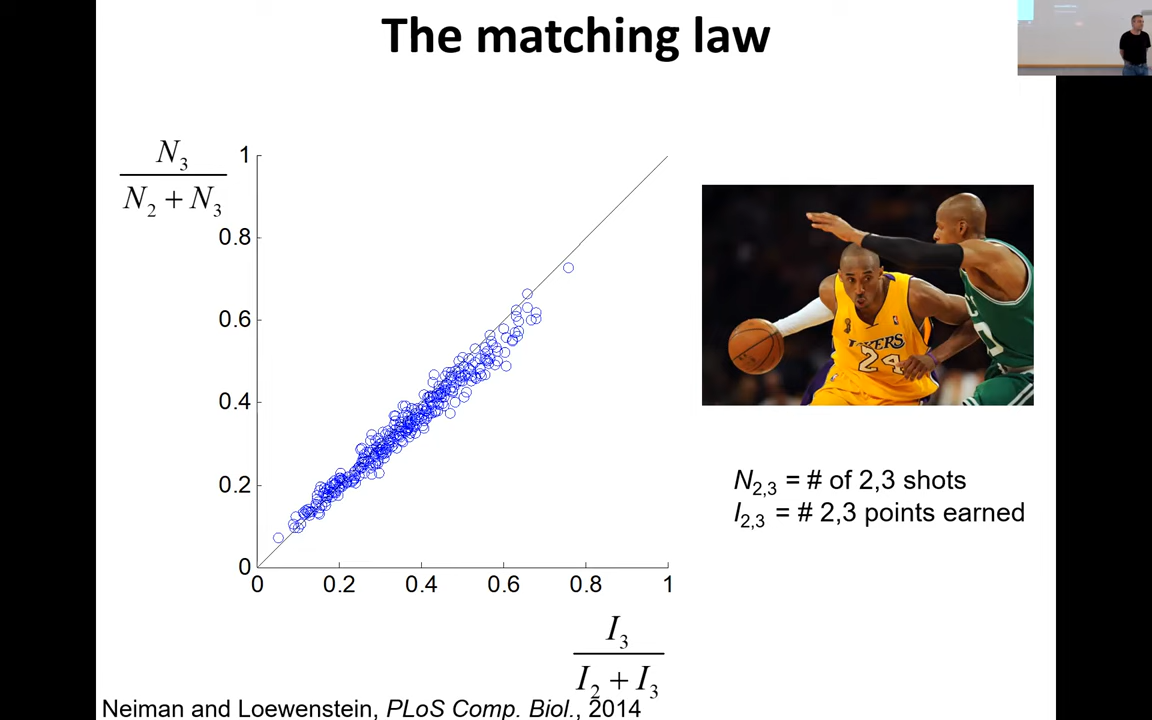 The matching law
N₃
N₂ + N₃
1
0.8
0.6
0.4
0.2
0
0 0.2 0.4 0.6 0.8 1
I₃
I₂ + I₃
LAKERS
24
N₂,₃ = # of 2,3 shots
I₂,₃ = # 2,3 points earned
Neiman and Loewenstein, PLoS Comp. Biol., 2014